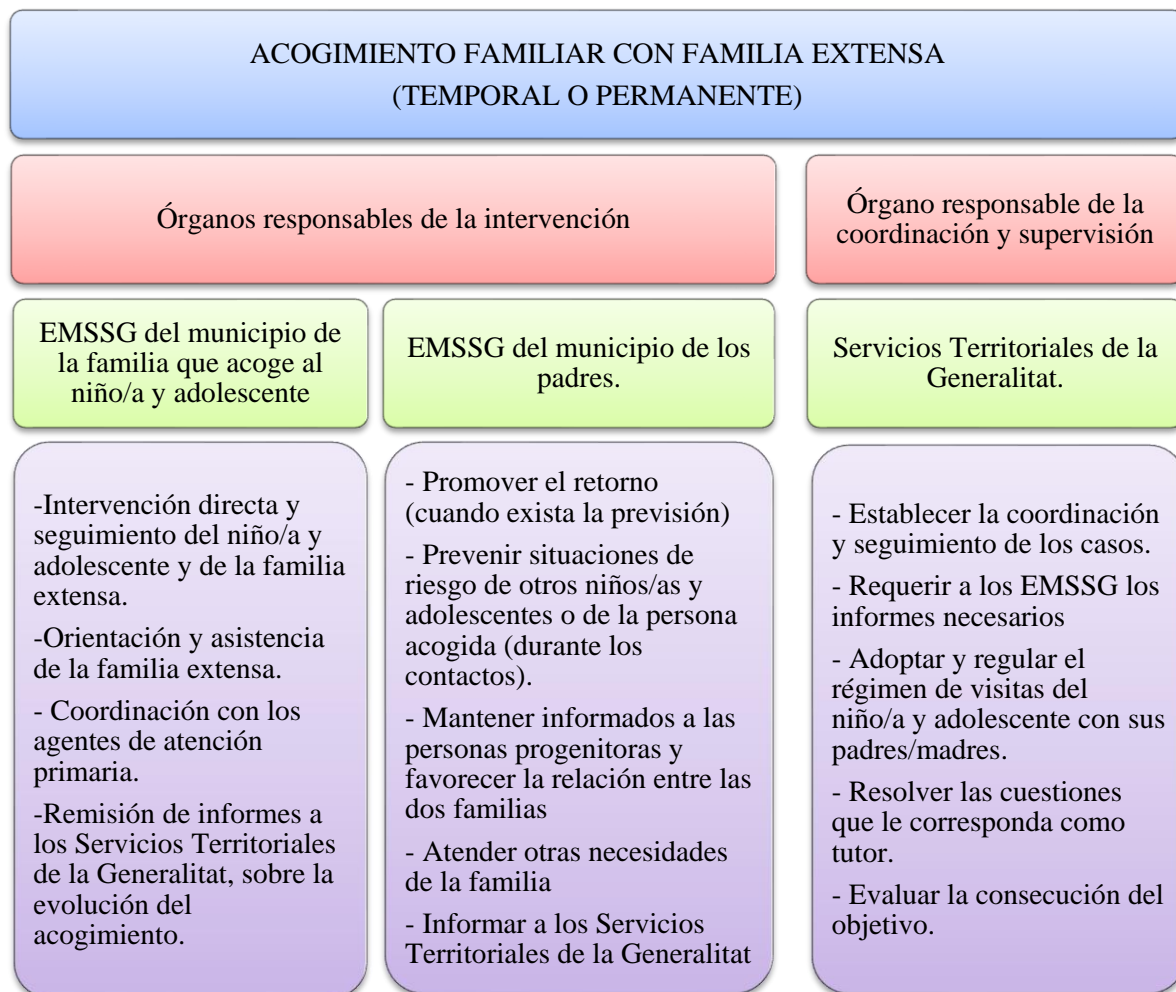 ACOGIMIENTO FAMILIAR CON FAMILIA EXTENSA
(TEMPORAL O PERMANENTE)
Órganos responsables de la intervención
Órgano responsable de la
coordinación y supervisión
EMSSG del municipio de
la familia que acoge al
niño/a y adolescente
EMSSG del municipio de los
padres.
Servicios Territoriales de la
Generalitat.
-Intervención directa y
seguimiento del niño/a y
adolescente y de la familia
extensa.
-Orientación y asistencia
de la familia extensa.
- Coordinación con los
agentes de atención
primaria.
-Remisión de informes a
los Servicios Territoriales
de la Generalitat, sobre la
evolución del
acogimiento.
- Promover el retorno
(cuando exista la previsión)
- Prevenir situaciones de
riesgo de otros niños/as y
adolescentes o de la persona
acogida (durante los
contactos).
- Mantener informados a las
personas progenitoras y
favorecer la relación entre las
dos familias
- Atender otras necesidades
de la familia
- Informar a los Servicios
Territoriales de la Generalitat
- Establecer la coordinación
y seguimiento de los casos.
- Requerir a los EMSSG los
informes necesarios
- Adoptar y regular el
régimen de visitas del
niño/a y adolescente con sus
padres/madres.
- Resolver las cuestiones
que le corresponda como
tutor.
- Evaluar la consecución del
objetivo.